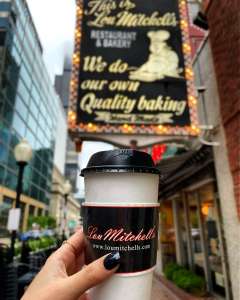 This Is
Lou Mitchell's
RESTAURANT
& BAKERY
We do
our own
Quality baking
Lou Mitchell's
www.loumitchells.com